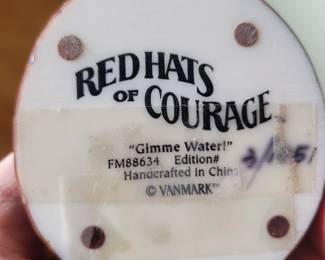 RED HATS
OF COURAGE
"Gimme Water!"
FM88634 Edition#
Handcrafted in China
© VANMARK